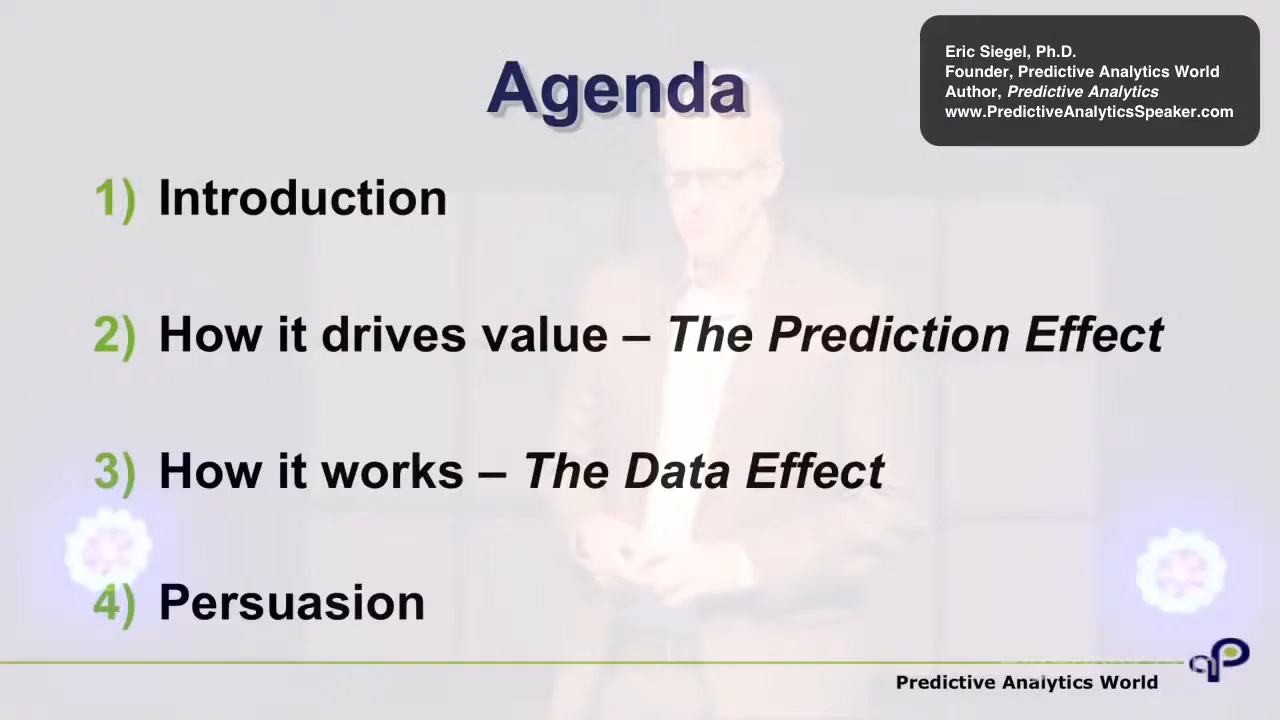 Agenda
Eric Siegel, Ph.D.
Founder, Predictive Analytics World
Author, Predictive Analytics
www.PredictiveAnalyticsSpeaker.com
1) Introduction
2) How it drives value – The Prediction Effect
3) How it works – The Data Effect
4) Persuasion
Predictive Analytics World